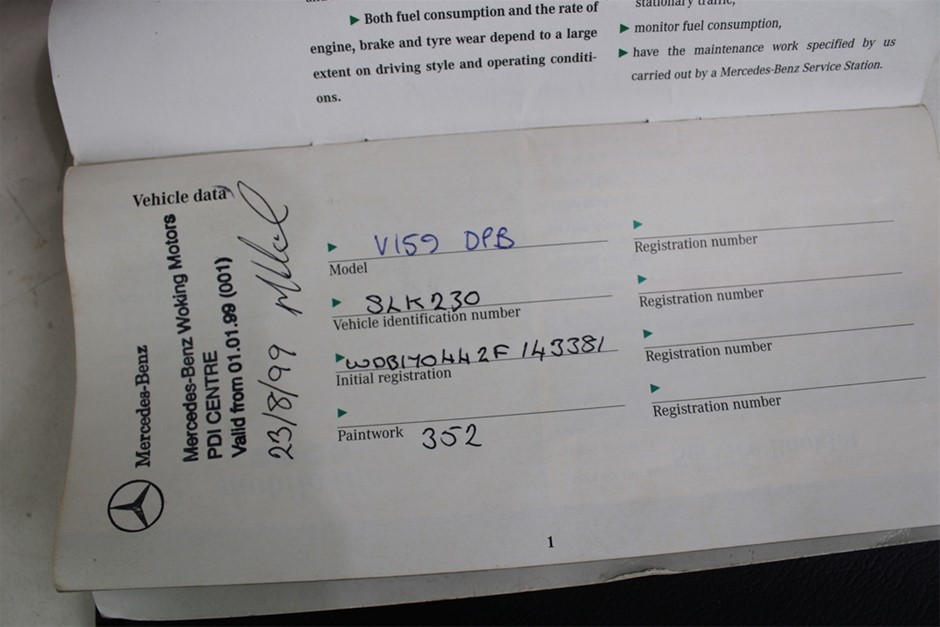 ▶ Both fuel consumption and the rate of
engine, brake and tyre wear depend to a large
extent on driving style and operating conditi-
ons.
stationary traffic,
▶ monitor fuel consumption,
▶ have the maintenance work specified by us
carried out by a Mercedes-Benz Service Station.
Vehicle data
Mercedes-Benz
Mercedes-Benz Woking Motors
PDI CENTRE
Valid from 01.01.99 (001)
23/8/99
▶ V159 DPB
Model
▶ SLK230
Vehicle identification number
▶ WDB170442F143381
Initial registration
▶
Paintwork 352
▶
Registration number
▶
Registration number
▶
Registration number
▶
Registration number
1